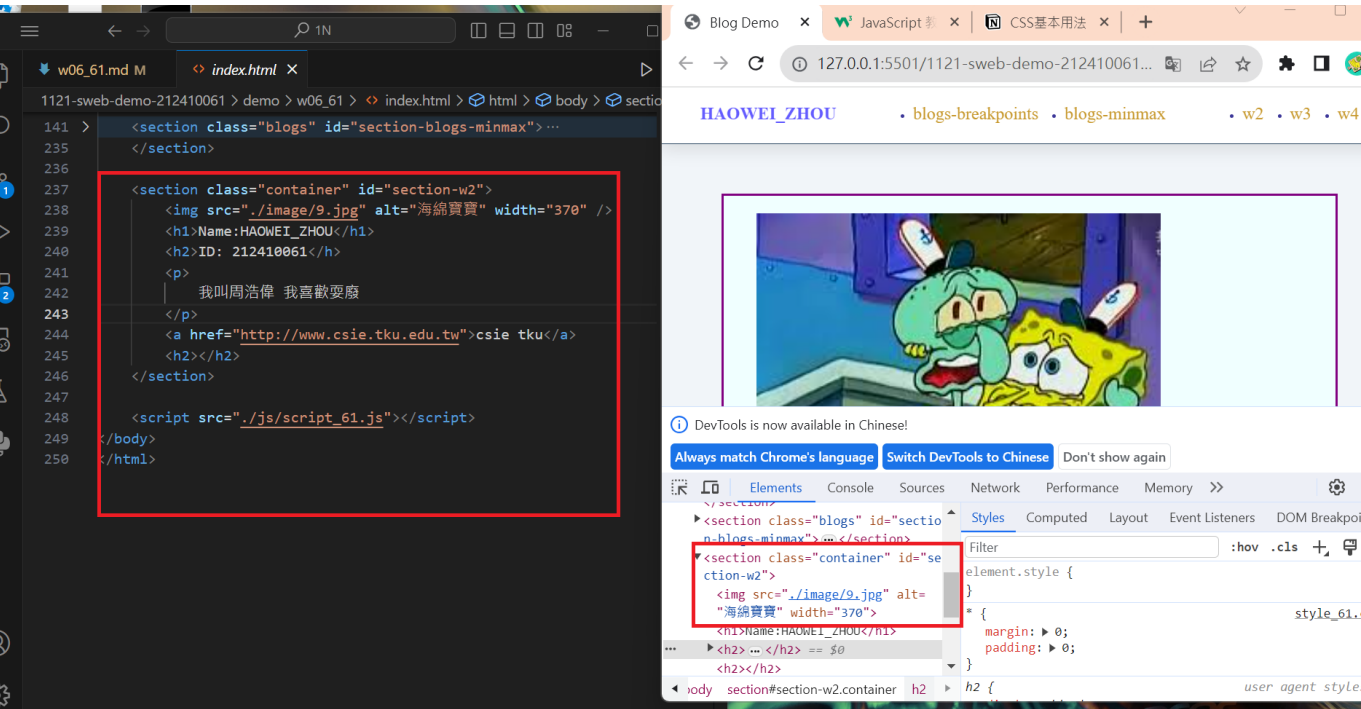 1N
w06_61.md M
index.html
1121-sweb-demo-212410061 > demo > w06_61 > index.html > html > body > sectio
141 <section class="blogs" id="section-blogs-minmax">…
235 </section>
236
237 <section class="container" id="section-w2">
238 <img src="./image/9.jpg" alt="海綿寶寶" width="370" />
239 <h1>Name:HAOWEI_ZHOU</h1>
240 <h2>ID: 212410061</h>
241 <p>
242 我叫周浩偉 我喜歡耍廢
243 </p>
244 <a href="http://www.csie.tku.edu.tw">csie tku</a>
245 <h2></h2>
246 </section>
247
248 <script src="./js/script_61.js"></script>
249 </body>
250 </html>
1
2
Blog Demo
JavaScript 教
CSS基本用法
127.0.0.1:5501/1121-sweb-demo-212410061...
HAOWEI_ZHOU • blogs-breakpoints • blogs-minmax • w2 • w3 • w4
DevTools is now available in Chinese!
Always match Chrome's language Switch DevTools to Chinese Don't show again
Elements Console Sources Network Performance Memory
</section>
<section class="blogs" id="sectio
n-blogs-minmax"> … </section>
<section class="container" id="se
ction-w2">
<img src="./image/9.jpg" alt=
"海綿寶寶" width="370">
<h1>Name:HAOWEI_ZHOU</h1>
<h2> … </h2> == $0
<h2></h2>
body section#section-w2.container h2
Styles Computed Layout Event Listeners DOM Breakpoi
Filter :hov .cls
element.style {
}
* { style_61.
margin: 0;
padding: 0;
}
h2 { user agent style